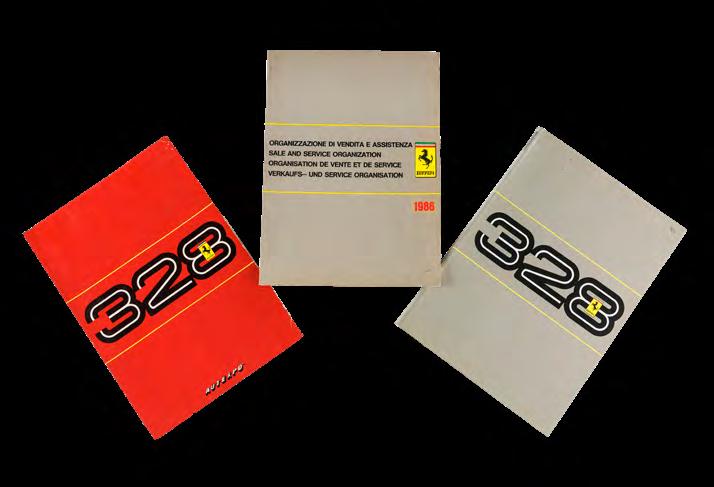 ORGANIZZAZIONE DI VENDITA E ASSISTENZA
SALE AND SERVICE ORGANIZATION
ORGANISATION DE VENTE ET DE SERVICE
VERKAUFS— UND SERVICE ORGANISATION
Ferrari
1986
328
AUTEXPO
328